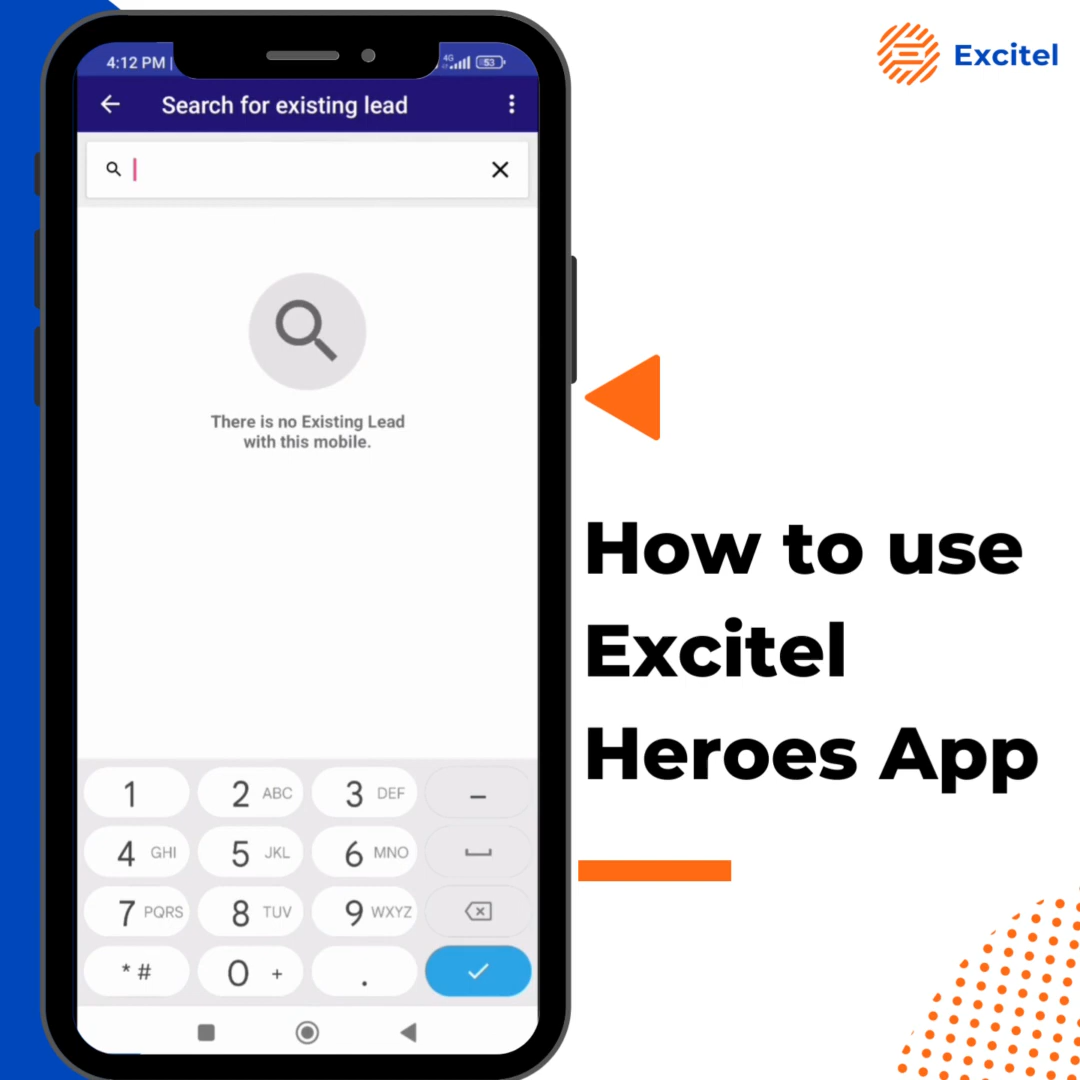 4:12 PM |
4G
53
Excitel
Search for existing lead
There is no Existing Lead
with this mobile.
How to use
Excitel
Heroes App
1
2 ABC
3 DEF
–
4 GHI
5 JKL
6 MNO
7 PQRS
8 TUV
9 WXYZ
* #
0 +
.